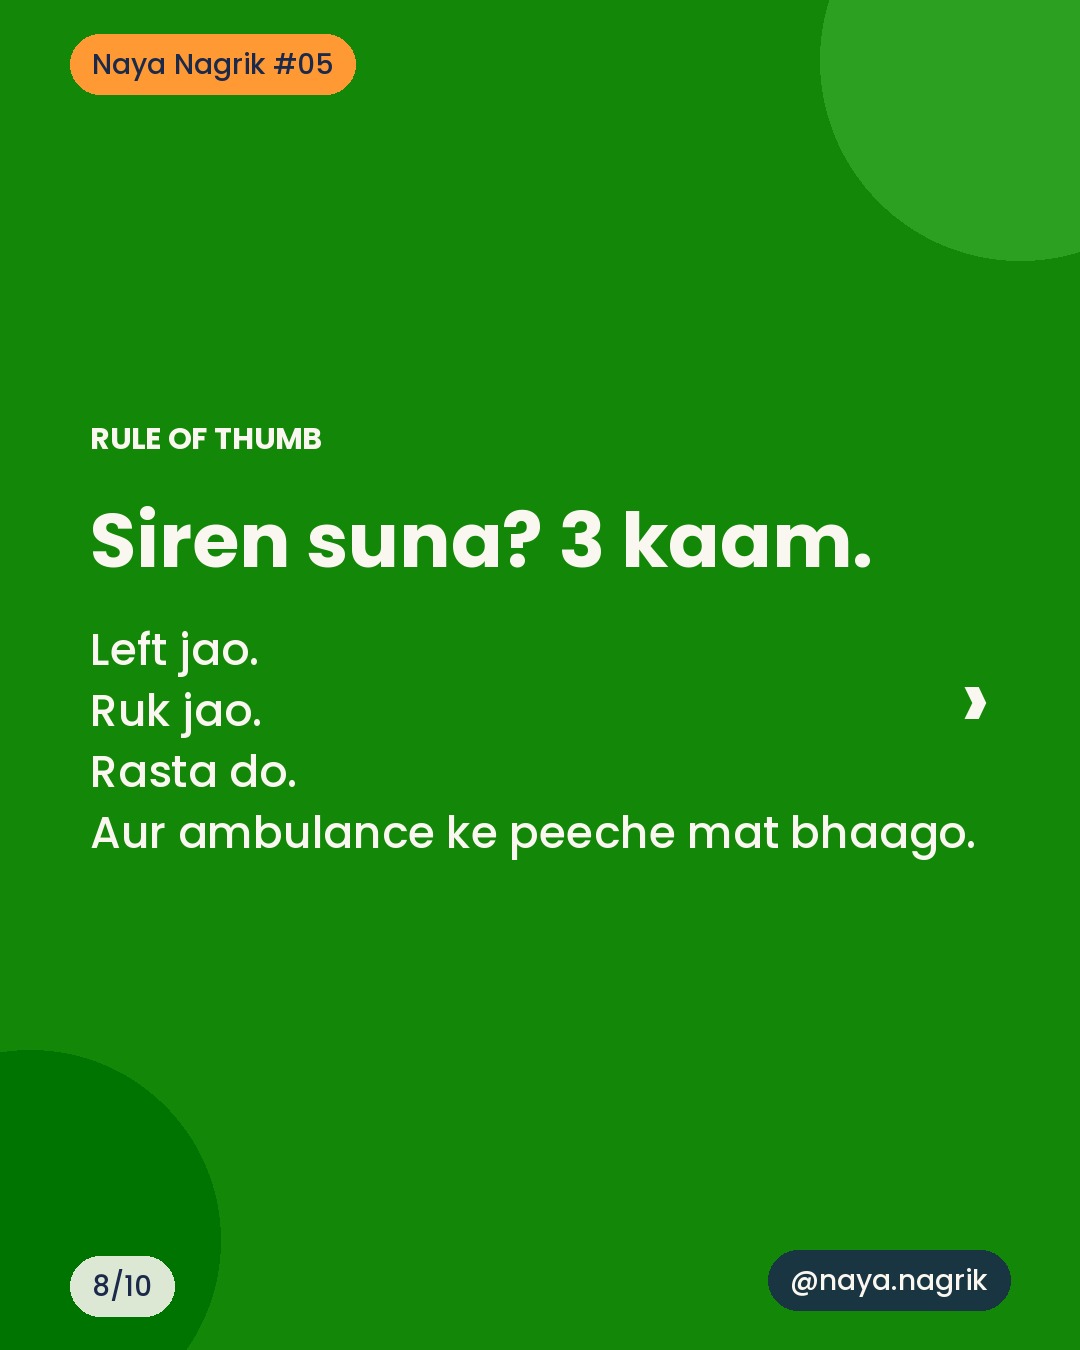 Naya Nagrik #05
RULE OF THUMB
Siren suna? 3 kaam.
Left jao.
Ruk jao.
Rasta do.
Aur ambulance ke peeche mat bhaago.
8/10
@naya.nagrik